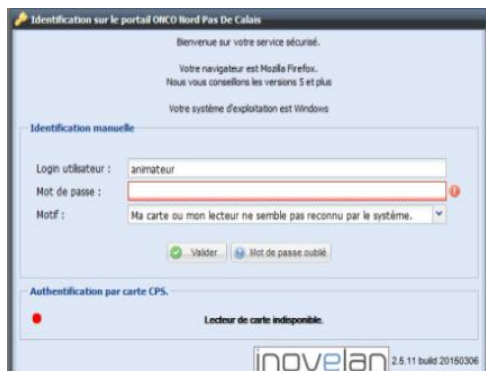 Identification sur le portail ONCO Nord Pas De Calais
Bienvenue sur votre service sécurisé.
Votre navigateur est Mozilla Firefox.
Nous vous conseillons les versions 5 et plus
Votre système d'exploitation est Windows
Identification manuelle
Login utilisateur : animateur
Mot de passe :
Motif : Ma carte ou mon lecteur ne semble pas reconnu par le système.
Valider Mot de passe oublié
Authentification par carte CPS.
Lecteur de carte indisponible.
inovelan 2.5.11 build 20160306